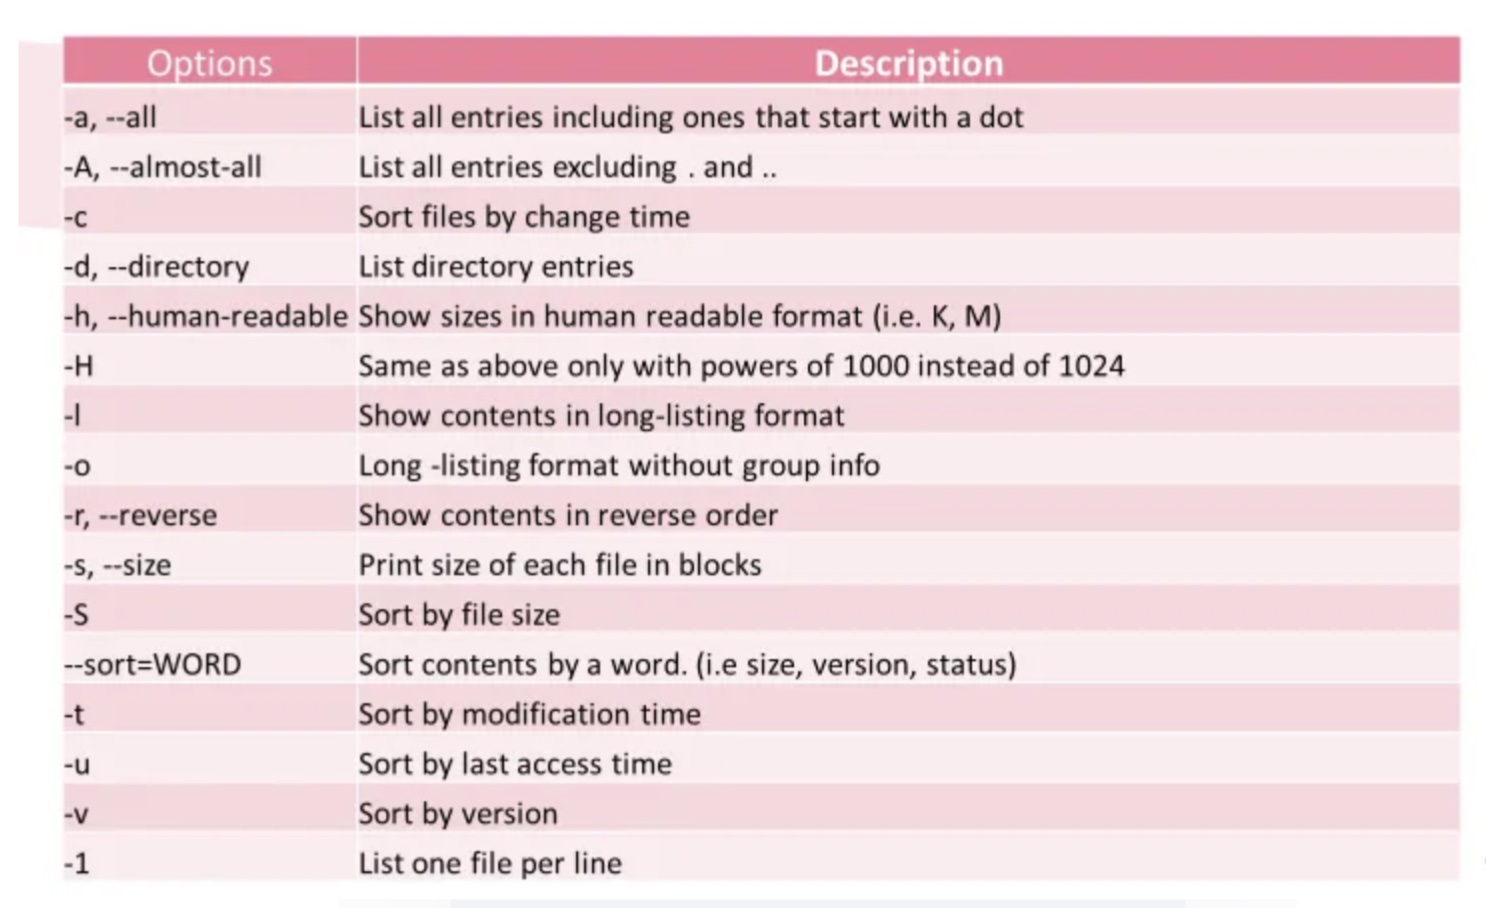 Options Description
-a, --all List all entries including ones that start with a dot
-A, --almost-all List all entries excluding . and ..
-c Sort files by change time
-d, --directory List directory entries
-h, --human-readable Show sizes in human readable format (i.e. K, M)
-H Same as above only with powers of 1000 instead of 1024
-l Show contents in long-listing format
-o Long -listing format without group info
-r, --reverse Show contents in reverse order
-s, --size Print size of each file in blocks
-S Sort by file size
--sort=WORD Sort contents by a word. (i.e size, version, status)
-t Sort by modification time
-u Sort by last access time
-v Sort by version
-1 List one file per line